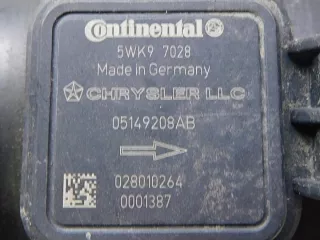 Continental
5WK9 7028
Made in Germany
CHRYSLER LLC
05149208AB
028010264
0001387